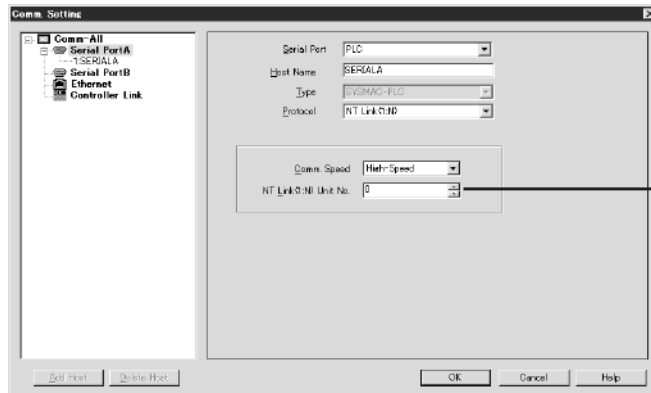 Comm. Setting
Comm-All
Serial PortA
1:SERIALA
Serial PortB
Ethernet
Controller Link
Serial Port PLC
Host Name SERIALA
Type SYSMAC-PLC
Protocol NT Link(1:N)
Comm. Speed High-Speed
NT Link(1:N) Unit No. 0
Add Host Delete Host OK Cancel Help